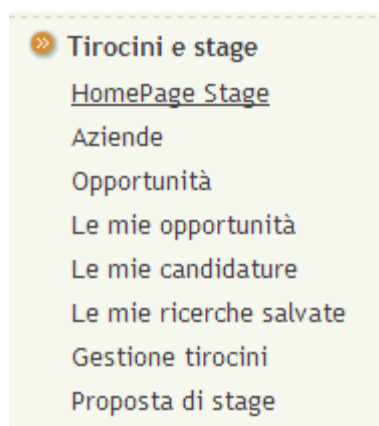 Tirocini e stage
HomePage Stage
Aziende
Opportunità
Le mie opportunità
Le mie candidature
Le mie ricerche salvate
Gestione tirocini
Proposta di stage